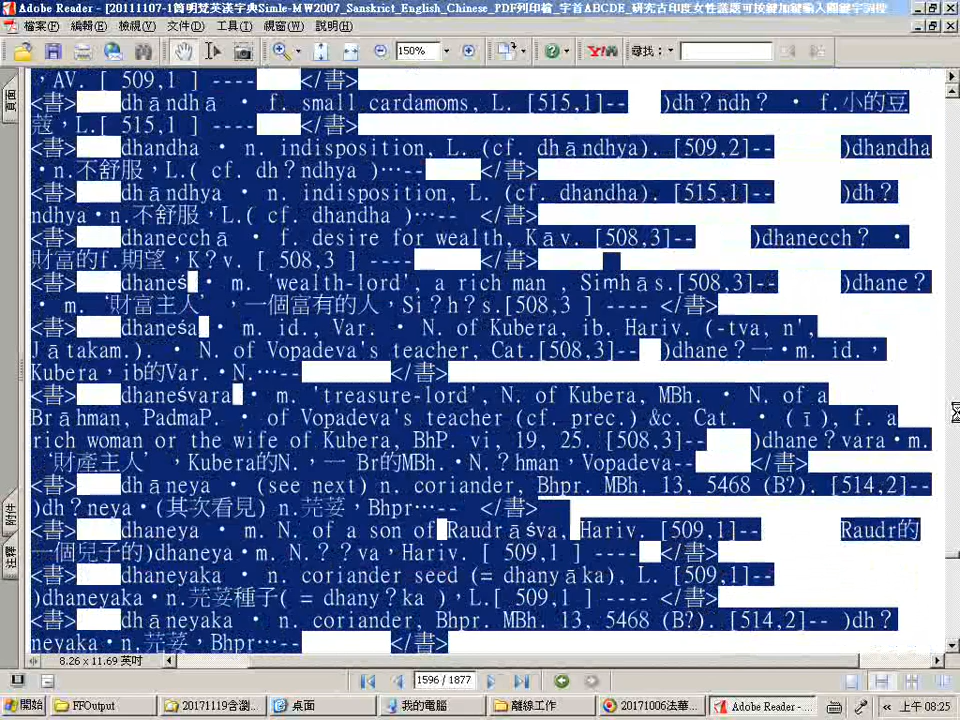 Adobe Reader - [20111107-1簡明梵英漢字典Simle-MW2007_Sanskrict_English_Chinese_PDF列印檔_字首ABCDE_研究古印度女性議題可按鍵輸入關鍵字詞搜
檔案(F) 編輯(E) 檢視(V) 文件(D) 工具(T) 視窗(W) 說明(H)
150% Y! 尋找:
頁面
附件
註釋
, AV. [ 509,1 ] ---- </書>
<書> dhāndhā • f. small cardamoms, L. [515,1]-- )dh?ndh? • f.小的豆
蔻,L.[ 515,1 ] ---- </書>
<書> dhandha • n. indisposition, L. (cf. dhāndhya). [509,2]-- )dhandha
•n.不舒服,L.( cf. dh?ndhya )…-- </書>
<書> dhāndhya • n. indisposition, L. (cf. dhandha). [515,1]-- )dh?
ndhya•n.不舒服,L.( cf. dhandha )…-- </書>
<書> dhanecchā • f. desire for wealth, Kāv. [508,3]-- )dhanecch? •
財富的f.期望,K?v. [ 508,3 ] ---- </書>
<書> dhaneś • m. 'wealth-lord', a rich man , Simhās.[508,3]-- )dhane?
• m.‘財富主人’,一個富有的人,Si?h?s.[508,3 ] ---- </書>
<書> dhaneśa • m. id., Var. • N. of Kubera, ib. Hariv. (-tva, n',
Jātakam.). • N. of Vopadeva's teacher, Cat.[508,3]-- )dhane?一•m. id.,
Kubera,ib的Var.•N.…-- </書>
<書> dhaneśvara • m. 'treasure-lord', N. of Kubera, MBh. • N. of a
Brāhman, PadmaP. • of Vopadeva's teacher (cf. prec.) &c. Cat. • (ī), f. a
rich woman or the wife of Kubera, BhP. vi, 19, 25. [508,3]-- )dhane?vara•m.
‘財產主人’,Kubera的N.,一 Br的MBh.•N.?hman,Vopadeva-- </書>
<書> dhāneya • (see next) n. coriander, Bhpr. MBh. 13, 5468 (B?). [514,2]--
)dh?neya•(其次看見) n.芫荽,Bhpr…-- </書>
<書> dhaneya • m. N. of a son of Raudrāśva, Hariv. [509,1]-- Raudr的
一個兒子的)dhaneya•m. N.??va,Hariv. [ 509,1 ] ---- </書>
<書> dhaneyaka • n. coriander seed (= dhanyāka), L. [509,1]--
)dhaneyaka•n.芫荽種子( = dhany?ka ),L.[ 509,1 ] ---- </書>
<書> dhāneyaka • n. coriander, Bhpr. MBh. 13, 5468 (B?). [514,2]-- )dh?
neyaka•n.芫荽,Bhpr…-- </書>
8.26 x 11.69 英吋
1596 / 1877
開始 FFOutput 20171119含瀏... 桌面 我的電腦 離線工作 20171006法華... Adobe Reader - [... 上午 08:25